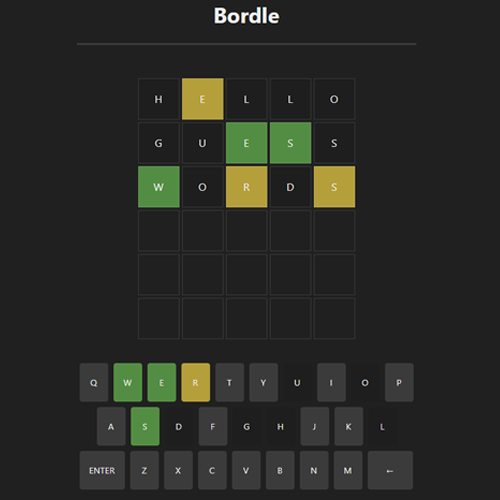 Bordle
H E L L O
G U E S S
W O R D S
Q W E R T Y U I O P
A S D F G H J K L
ENTER Z X C V B N M ←